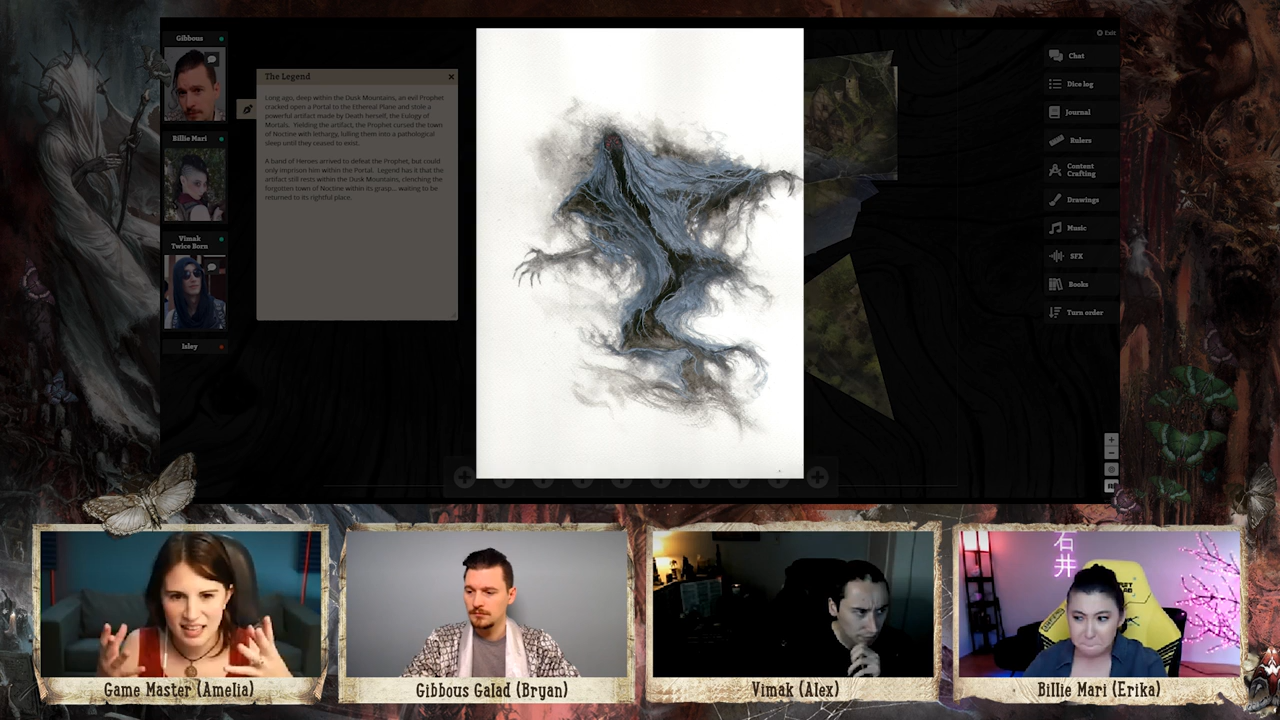 Gibbous
Billie Mari
Vimak
Twice Born
Isley
The Legend
Long ago, deep within the Dusk Mountains, an evil Prophet
cracked open a Portal to the Ethereal Plane and stole a
powerful artifact made by Death herself, the Eulogy of
Mortals. Yielding the artifact, the Prophet cursed the town
of Noctine with lethargy, lulling them into a pathological
sleep until they ceased to exist.
A band of Heroes arrived to defeat the Prophet, but could
only imprison him within the Portal. Legend has it that the
artifact still rests within the Dusk Mountains, clenching the
forgotten town of Noctine within its grasp... waiting to be
returned to its rightful place.
Exit
Chat
Dice log
Journal
Rulers
Content
Crafting
Drawings
Music
SFX
Books
Turn order
石
井
Game Master (Amelia)
Gibbous Galad (Bryan)
Vimak (Alex)
Billie Mari (Erika)